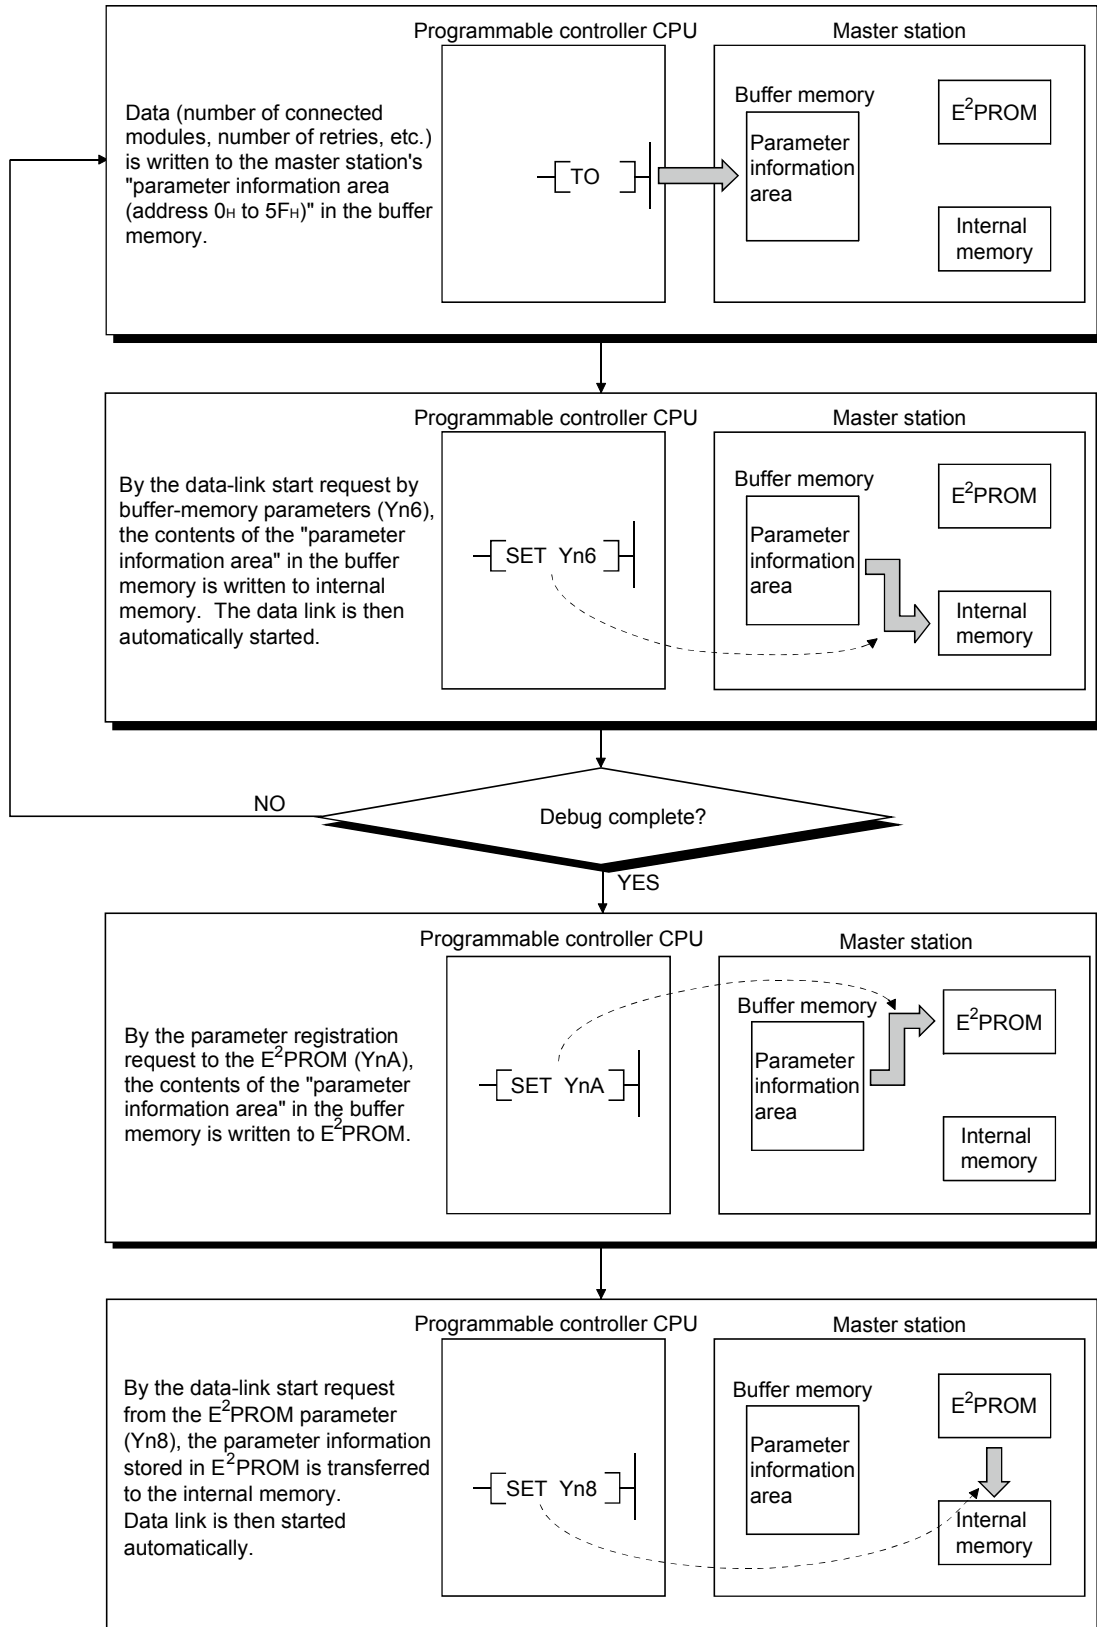 Programmable controller CPU
Master station
Data (number of connected
modules, number of retries, etc.)
is written to the master station's
"parameter information area
(address 0H to 5FH)" in the buffer
memory.
TO
Buffer memory
Parameter
information
area
E²PROM
Internal
memory
Programmable controller CPU
Master station
By the data-link start request by
buffer-memory parameters (Yn6),
the contents of the "parameter
information area" in the buffer
memory is written to internal
memory. The data link is then
automatically started.
SET Yn6
Buffer memory
Parameter
information
area
E²PROM
Internal
memory
NO
Debug complete?
YES
Programmable controller CPU
Master station
By the parameter registration
request to the E²PROM (YnA),
the contents of the "parameter
information area" in the buffer
memory is written to E²PROM.
SET YnA
Buffer memory
Parameter
information
area
E²PROM
Internal
memory
Programmable controller CPU
Master station
By the data-link start request
from the E²PROM parameter
(Yn8), the parameter information
stored in E²PROM is transferred
to the internal memory.
Data link is then started
automatically.
SET Yn8
Buffer memory
Parameter
information
area
E²PROM
Internal
memory